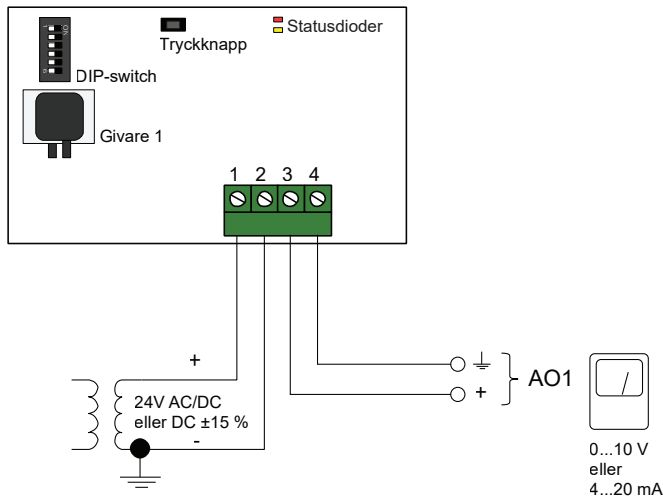 Statusdioder
Tryckknapp
DIP-switch
Givare 1
1 2 3 4
+
24V AC/DC
eller DC ±15 %
-
+
AO1
0...10 V
eller
4...20 mA